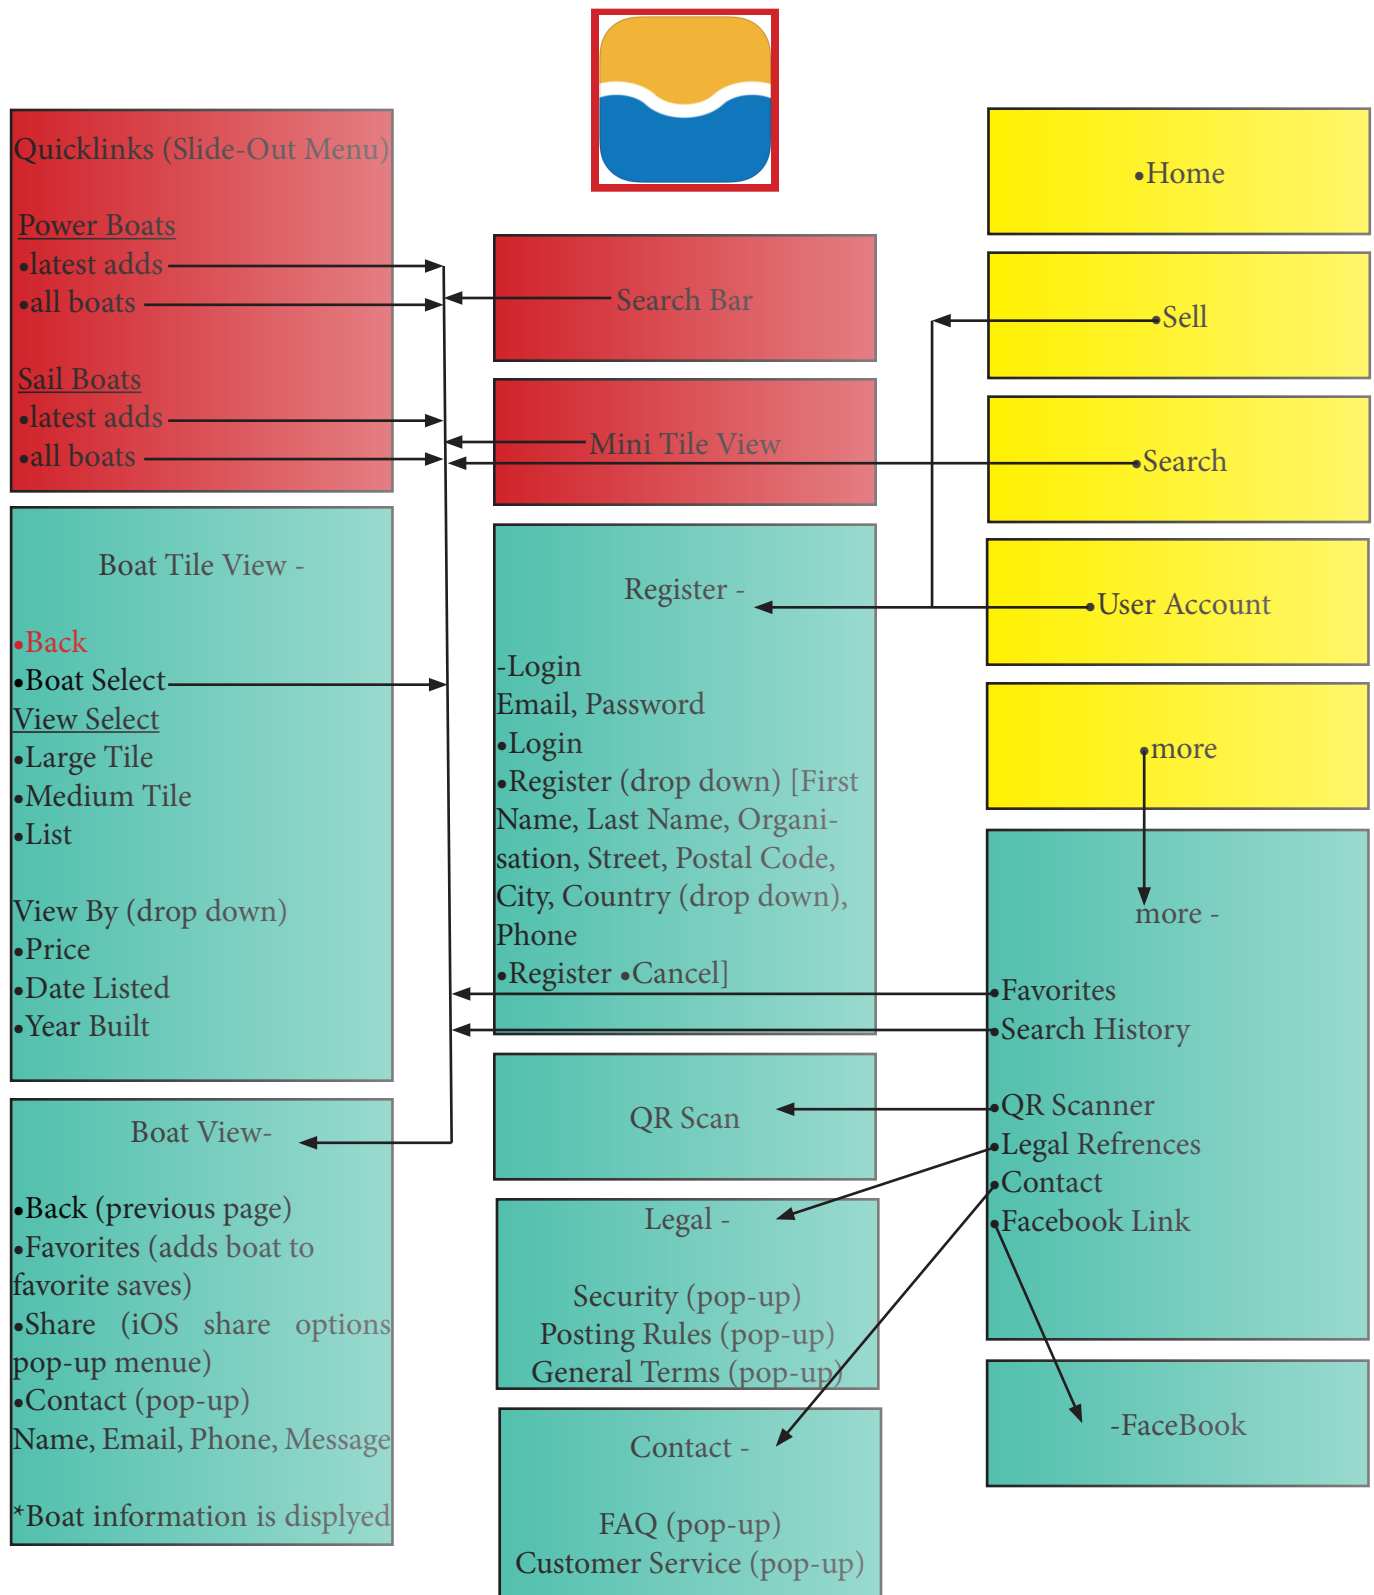 Quicklinks (Slide-Out Menu)
Power Boats
•latest adds
•all boats
Sail Boats
•latest adds
•all boats
Boat Tile View -
•Back
•Boat Select
View Select
•Large Tile
•Medium Tile
•List
View By (drop down)
•Price
•Date Listed
•Year Built
Boat View-
•Back (previous page)
•Favorites (adds boat to
favorite saves)
•Share (iOS share options
pop-up menue)
•Contact (pop-up)
Name, Email, Phone, Message
*Boat information is displyed
Search Bar
Mini Tile View
Register -
-Login
Email, Password
•Login
•Register (drop down) [First
Name, Last Name, Organi-
sation, Street, Postal Code,
City, Country (drop down),
Phone
•Register •Cancel]
QR Scan
Legal -
Security (pop-up)
Posting Rules (pop-up)
General Terms (pop-up)
Contact -
FAQ (pop-up)
Customer Service (pop-up)
•Home
•Sell
•Search
•User Account
•more
more -
•Favorites
•Search History
•QR Scanner
•Legal Refrences
•Contact
•Facebook Link
-FaceBook